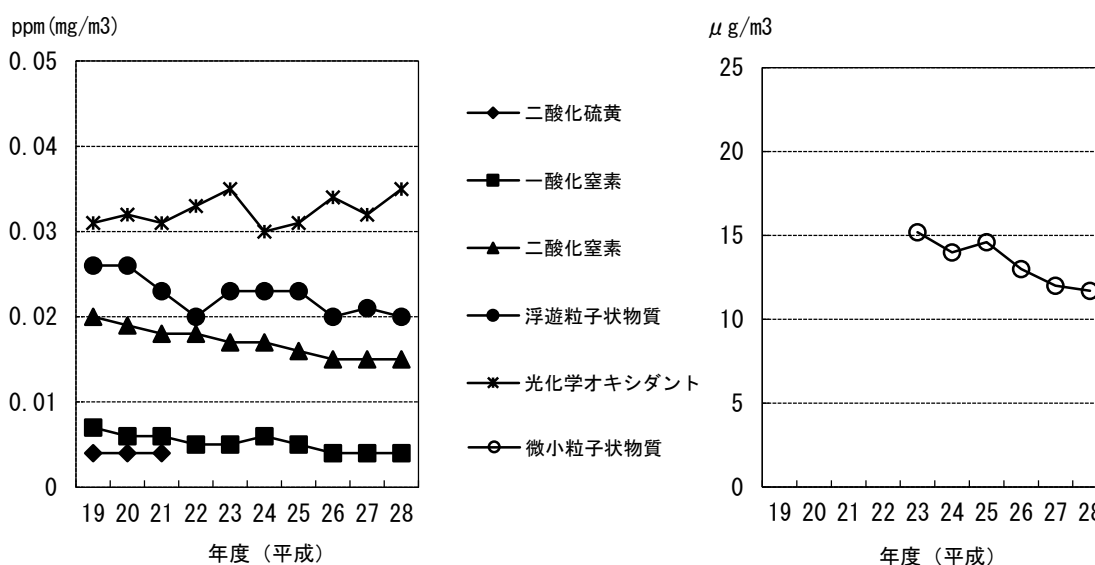 ppm(mg/m3)
0.05
0.04
0.03
0.02
0.01
0
19 20 21 22 23 24 25 26 27 28
年度（平成）
二酸化硫黄
一酸化窒素
二酸化窒素
浮遊粒子状物質
光化学オキシダント
微小粒子状物質
μg/m3
25
20
15
10
5
0
19 20 21 22 23 24 25 26 27 28
年度（平成）